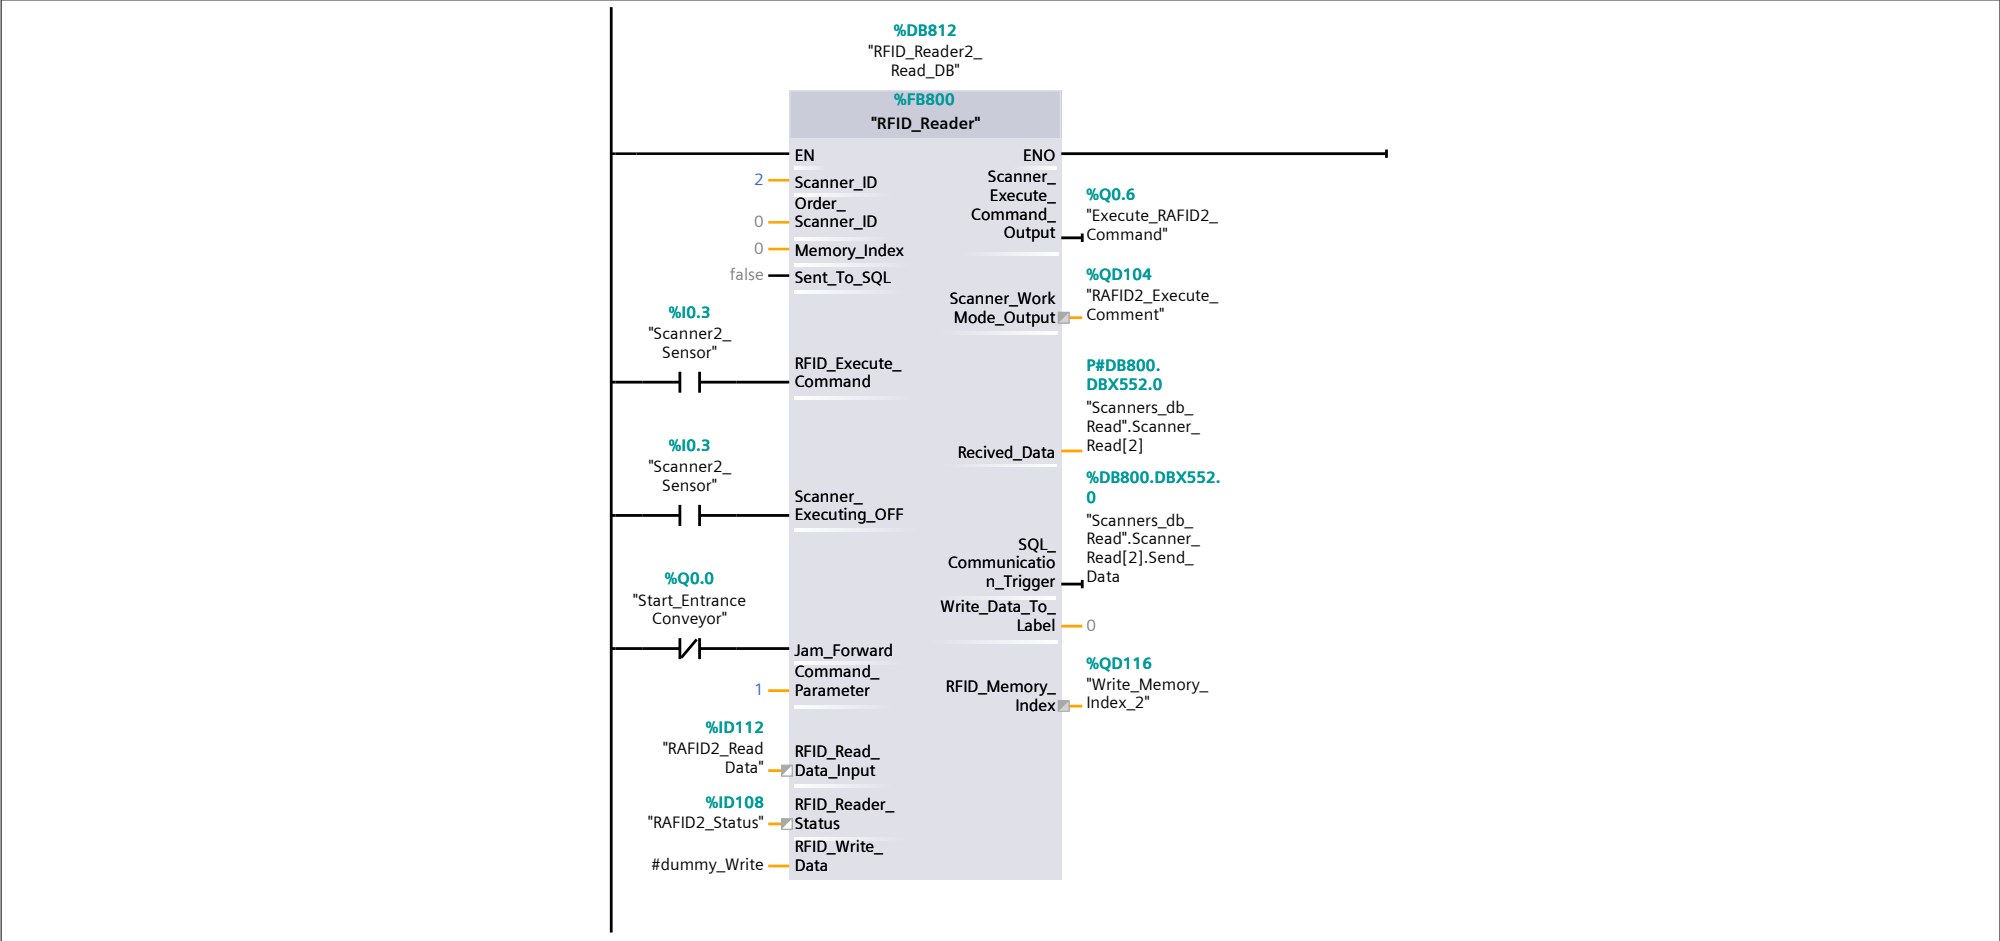 %DB812
"RFID_Reader2_
Read_DB"
%FB800
"RFID_Reader"
EN
ENO
2
Scanner_ID
Scanner_
Execute_
Command_
Output
%Q0.6
"Execute_RAFID2_
Command"
0
Order_
Scanner_ID
0
Memory_Index
false
Sent_To_SQL
Scanner_Work
Mode_Output
%QD104
"RAFID2_Execute_
Comment"
%I0.3
"Scanner2_
Sensor"
RFID_Execute_
Command
Recived_Data
P#DB800.
DBX552.0
"Scanners_db_
Read".Scanner_
Read[2]
%I0.3
"Scanner2_
Sensor"
Scanner_
Executing_OFF
SQL_
Communicatio
n_Trigger
%DB800.DBX552.
0
"Scanners_db_
Read".Scanner_
Read[2].Send_
Data
%Q0.0
"Start_Entrance
Conveyor"
Jam_Forward
Write_Data_To_
Label
0
1
Command_
Parameter
RFID_Memory_
Index
%QD116
"Write_Memory_
Index_2"
%ID112
"RAFID2_Read
Data"
RFID_Read_
Data_Input
%ID108
"RAFID2_Status"
RFID_Reader_
Status
#dummy_Write
RFID_Write_
Data